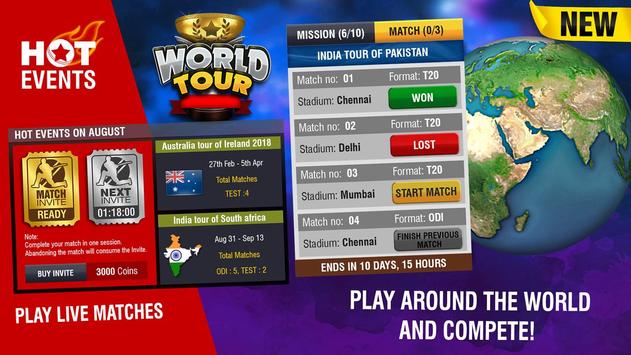 HOT
EVENTS
WORLD
TOUR
HOT EVENTS ON AUGUST
MATCH
INVITE
READY
NEXT
INVITE
01:18:00
Note:
Complete your match in one session.
Abandoning the match will consume the Invite.
BUY INVITE
3000 Coins
PLAY LIVE MATCHES
Australia tour of Ireland 2018
27th Feb - 5th Apr
Total Matches
TEST : 4
India tour of South africa
Aug 31 - Sep 13
Total Matches
ODI : 5, TEST : 2
MISSION (6/10)
MATCH (0/3)
INDIA TOUR OF PAKISTAN
Match no: 01 Format: T20
Stadium: Chennai WON
Match no: 02 Format: T20
Stadium: Delhi LOST
Match no: 03 Format: T20
Stadium: Mumbai START MATCH
Match no: 04 Format: ODI
Stadium: Chennai FINISH PREVIOUS
MATCH
ENDS IN 10 DAYS, 15 HOURS
NEW
PLAY AROUND THE WORLD
AND COMPETE!